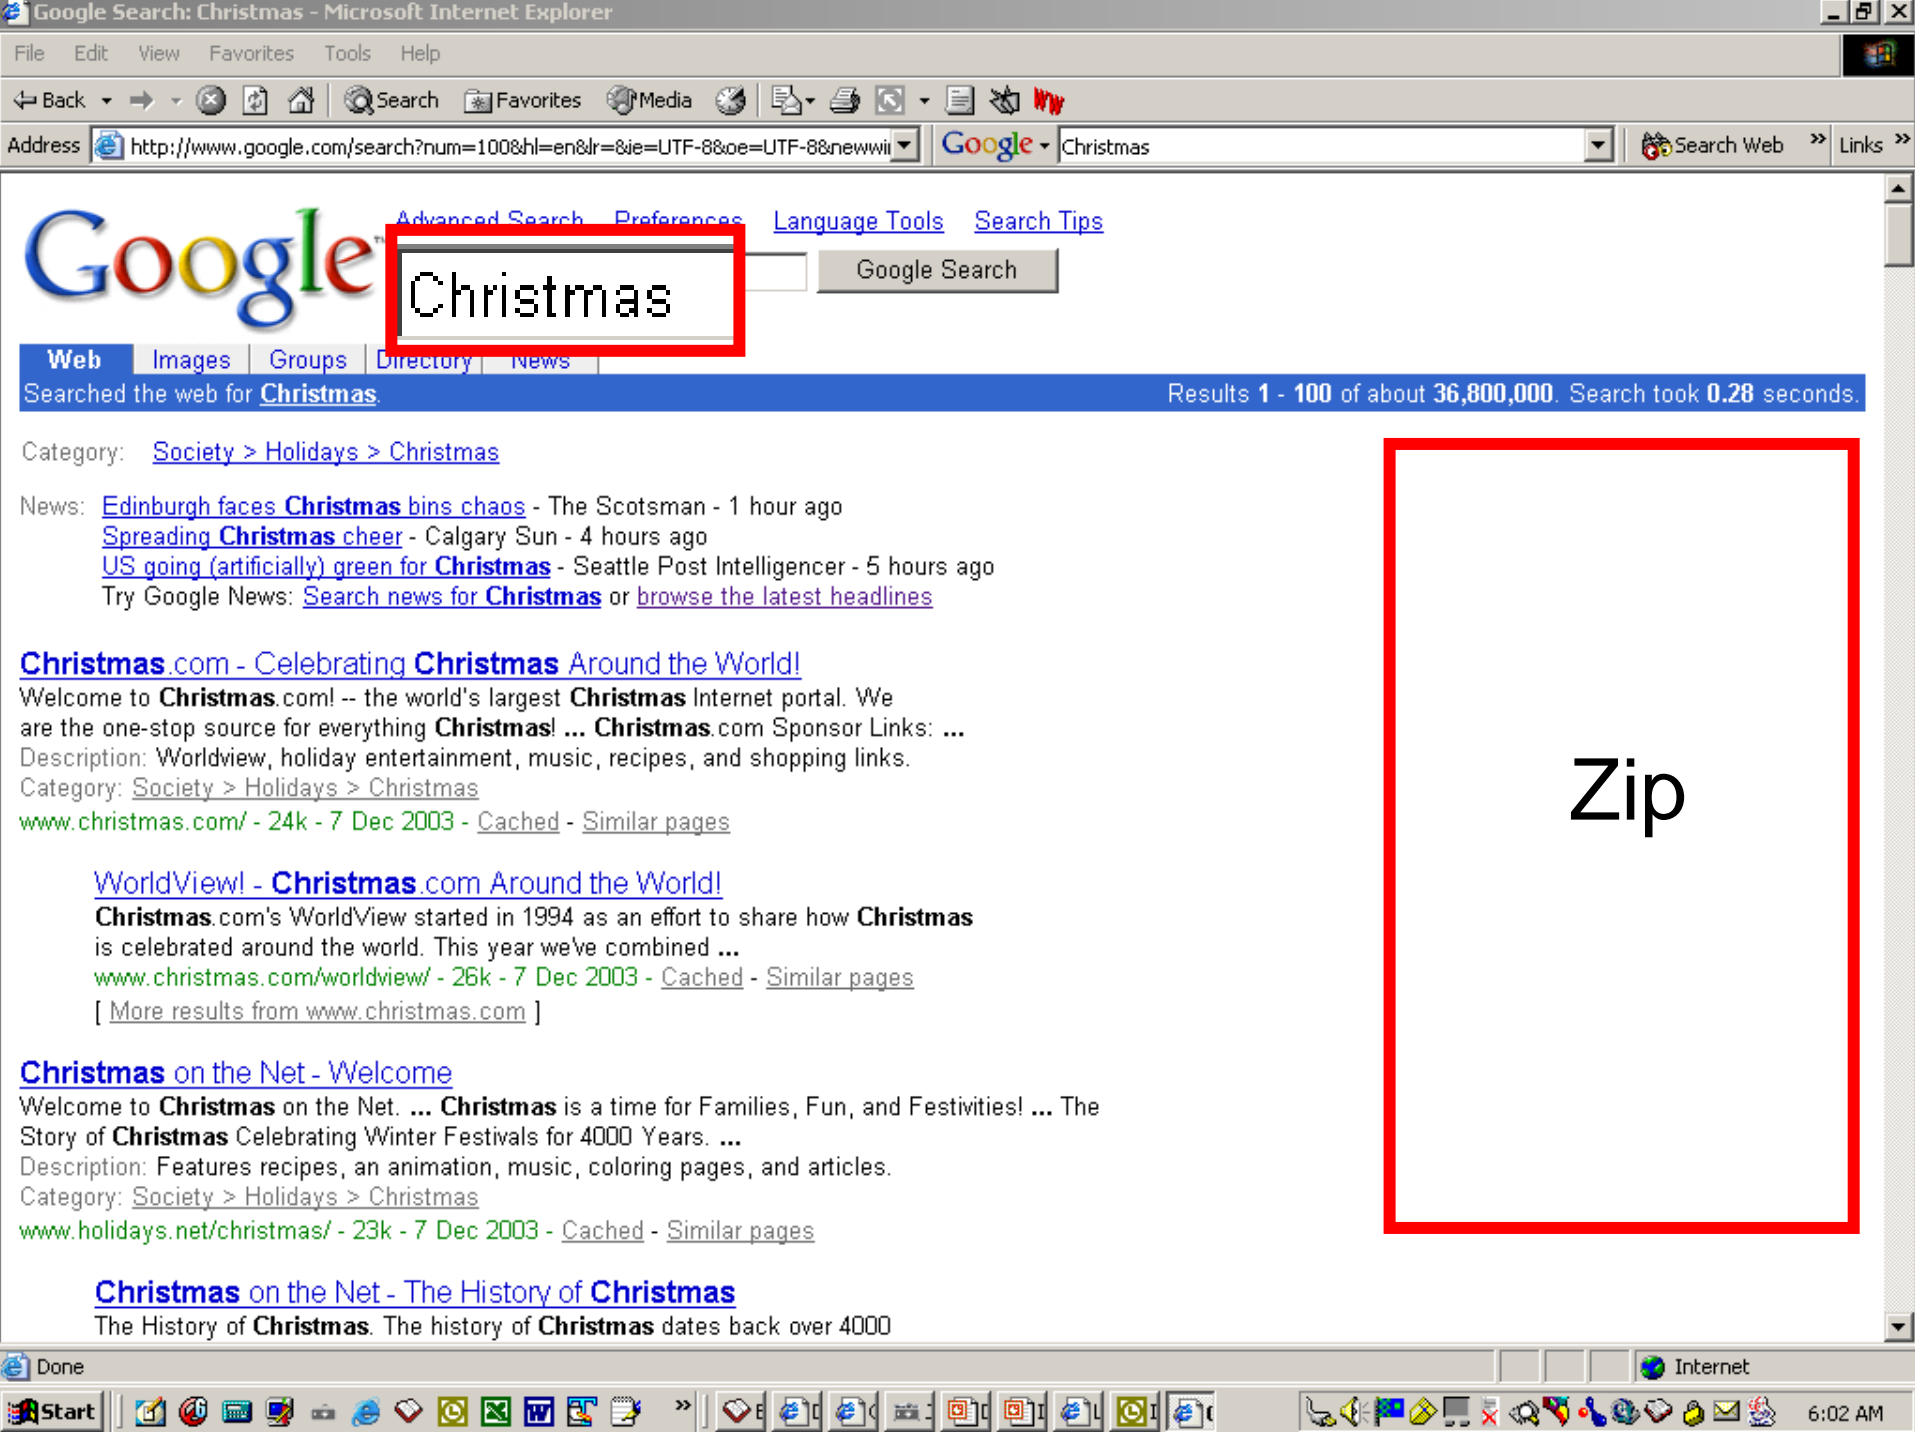 Google Search: Christmas - Microsoft Internet Explorer
File Edit View Favorites Tools Help
Back Search Favorites Media
Address http://www.google.com/search?num=100&hl=en&lr=&ie=UTF-8&oe=UTF-8&newwi Google Christmas Search Web » Links »
Advanced Search Preferences Language Tools Search Tips
Google™
Christmas Google Search
Web Images Groups Directory News
Searched the web for Christmas. Results 1 - 100 of about 36,800,000. Search took 0.28 seconds.
Category: Society > Holidays > Christmas
News: Edinburgh faces Christmas bins chaos - The Scotsman - 1 hour ago
Spreading Christmas cheer - Calgary Sun - 4 hours ago
US going (artificially) green for Christmas - Seattle Post Intelligencer - 5 hours ago
Try Google News: Search news for Christmas or browse the latest headlines
Christmas.com - Celebrating Christmas Around the World!
Welcome to Christmas.com! -- the world's largest Christmas Internet portal. We
are the one-stop source for everything Christmas! ... Christmas.com Sponsor Links: ...
Description: Worldview, holiday entertainment, music, recipes, and shopping links.
Category: Society > Holidays > Christmas
www.christmas.com/ - 24k - 7 Dec 2003 - Cached - Similar pages
WorldView! - Christmas.com Around the World!
Christmas.com's WorldView started in 1994 as an effort to share how Christmas
is celebrated around the world. This year we've combined ...
www.christmas.com/worldview/ - 26k - 7 Dec 2003 - Cached - Similar pages
[ More results from www.christmas.com ]
Christmas on the Net - Welcome
Welcome to Christmas on the Net. ... Christmas is a time for Families, Fun, and Festivities! ... The
Story of Christmas Celebrating Winter Festivals for 4000 Years. ...
Description: Features recipes, an animation, music, coloring pages, and articles.
Category: Society > Holidays > Christmas
www.holidays.net/christmas/ - 23k - 7 Dec 2003 - Cached - Similar pages
Christmas on the Net - The History of Christmas
The History of Christmas. The history of Christmas dates back over 4000
Zip
Done Internet
Start » 6:02 AM